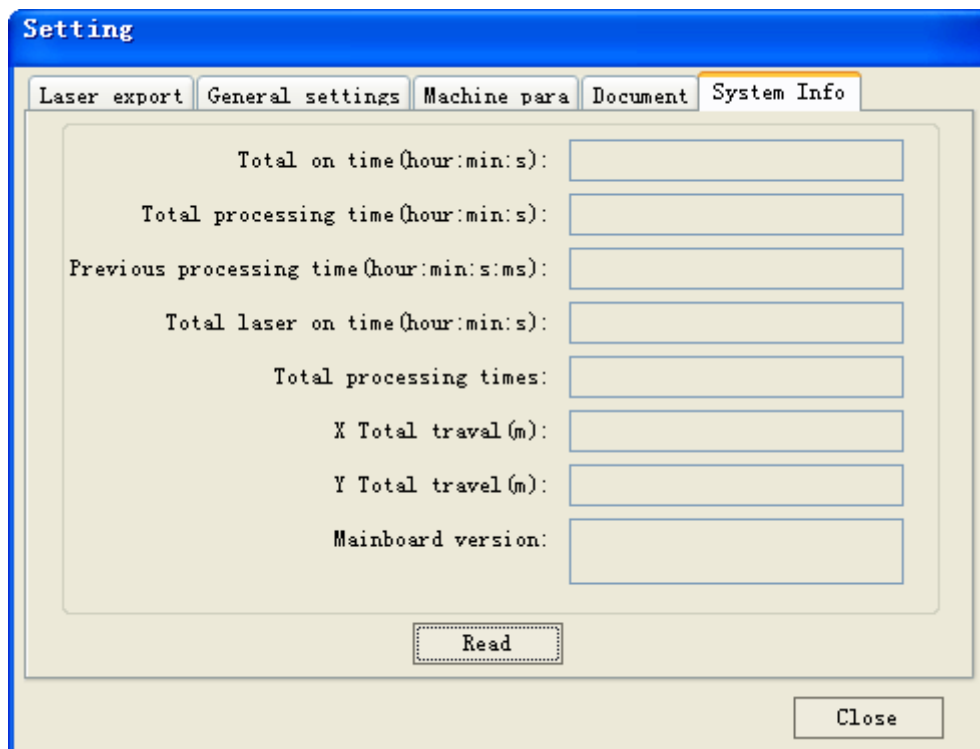 Setting
Laser export General settings Machine para Document System Info
Total on time(hour:min:s):
Total processing time(hour:min:s):
Previous processing time(hour:min:s:ms):
Total laser on time(hour:min:s):
Total processing times:
X Total traval(m):
Y Total travel(m):
Mainboard version:
Read
Close